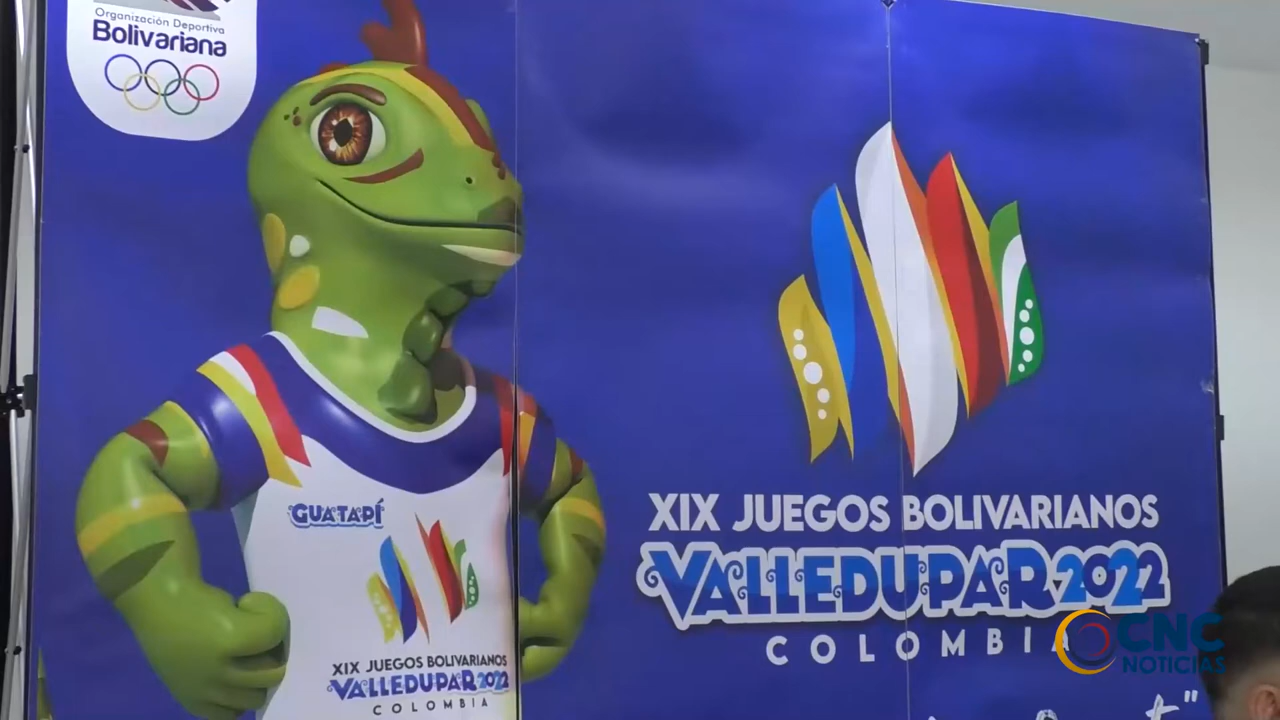 Organización Deportiva
Bolivariana
XIX JUEGOS BOLIVARIANOS
VALLEDUPAR 2022
COLOMBIA
GUATAPÍ
XIX JUEGOS BOLIVARIANOS
VALLEDUPAR 2022
COLOMBIA
CNC
NOTICIAS